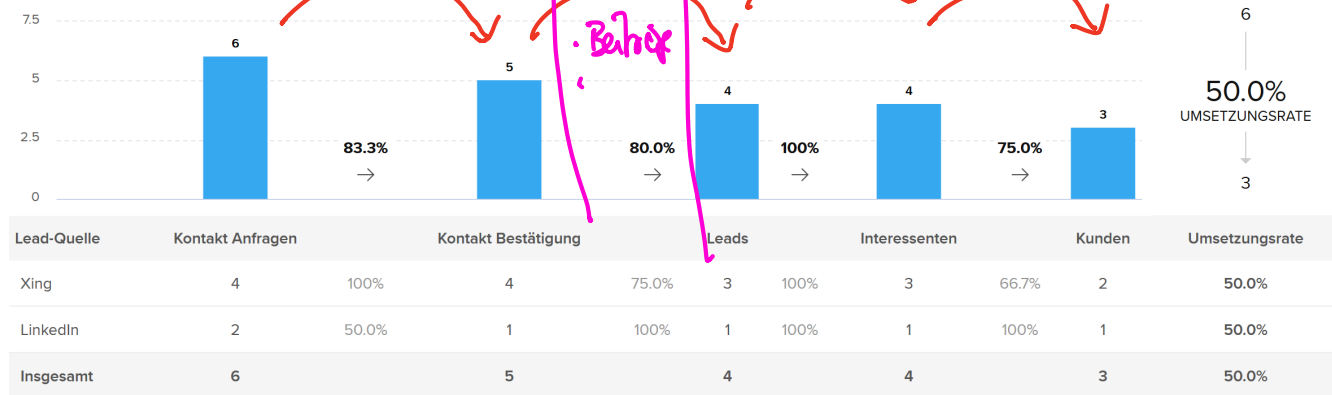 7.5
6
6
5
5
4
4
3
50.0%
UMSETZUNGSRATE
2.5
83.3%
80.0%
100%
75.0%
→ → → →
0
3
Lead-Quelle Kontakt Anfragen Kontakt Bestätigung Leads Interessenten Kunden Umsetzungsrate
Xing 4 100% 4 75.0% 3 100% 3 66.7% 2 50.0%
LinkedIn 2 50.0% 1 100% 1 100% 1 100% 1 50.0%
Insgesamt 6 5 4 4 3 50.0%